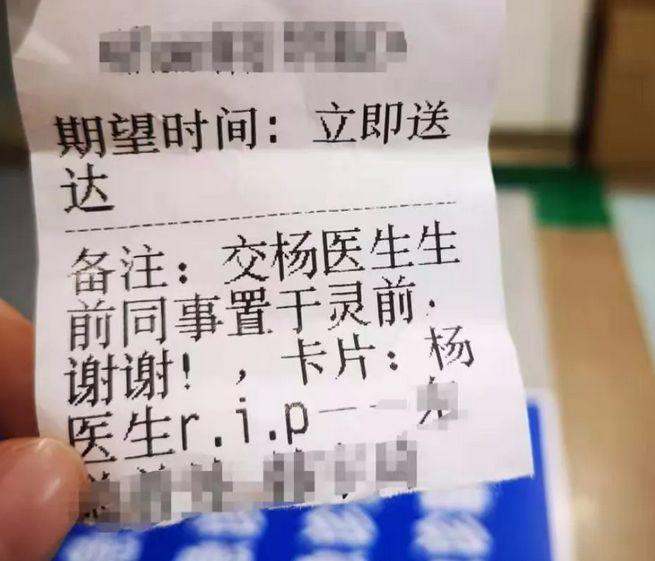 期望时间：立即送
达
备注：交杨医生生
前同事置于灵前.
谢谢！，卡片：杨
医生r.i.p——